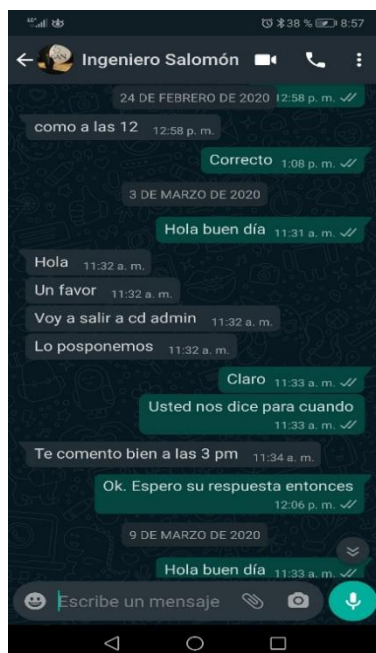 38 % 8:57
Ingeniero Salomón
24 DE FEBRERO DE 2020 12:58 p. m.
como a las 12 12:58 p. m.
Correcto 1:08 p. m.
3 DE MARZO DE 2020
Hola buen día 11:31 a. m.
Hola 11:32 a. m.
Un favor 11:32 a. m.
Voy a salir a cd admin 11:32 a. m.
Lo posponemos 11:32 a. m.
Claro 11:33 a. m.
Usted nos dice para cuando
11:33 a. m.
Te comento bien a las 3 pm 11:34 a. m.
Ok. Espero su respuesta entonces
12:06 p. m.
9 DE MARZO DE 2020
Hola buen día 11:33 a. m.
Escribe un mensaje